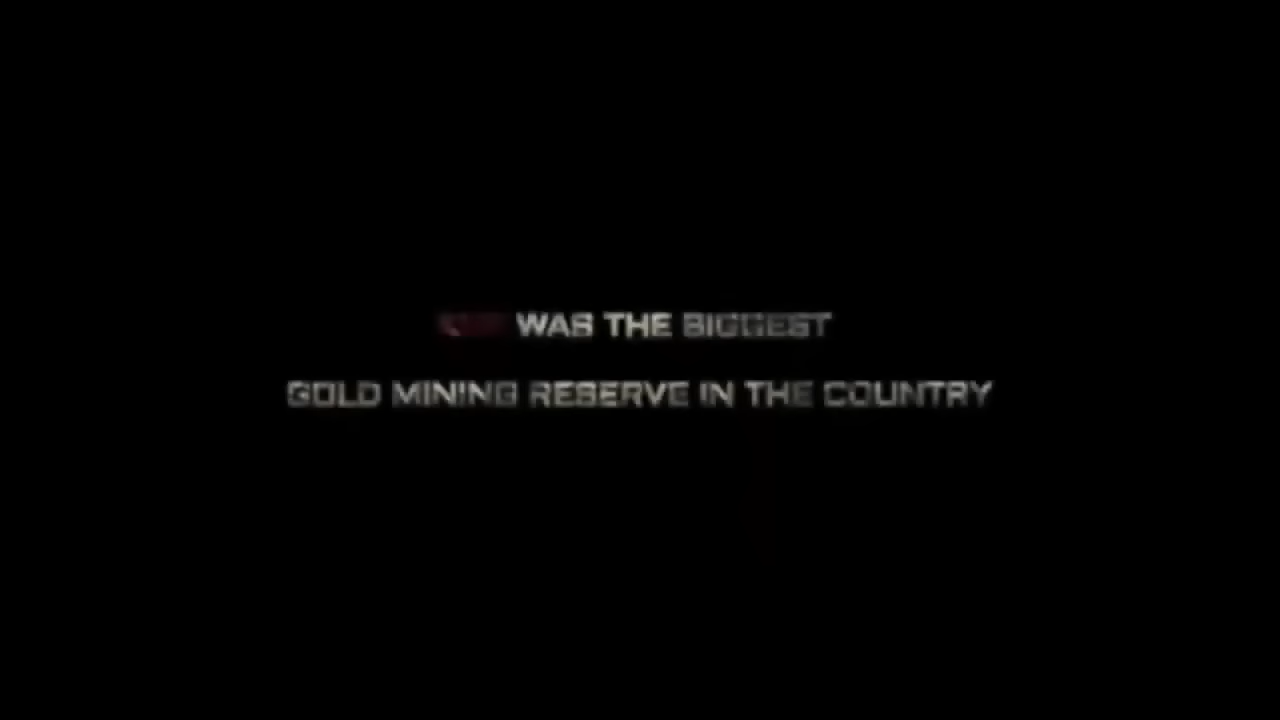 WAS THE BIGGEST
GOLD MINING RESERVE IN THE COUNTRY